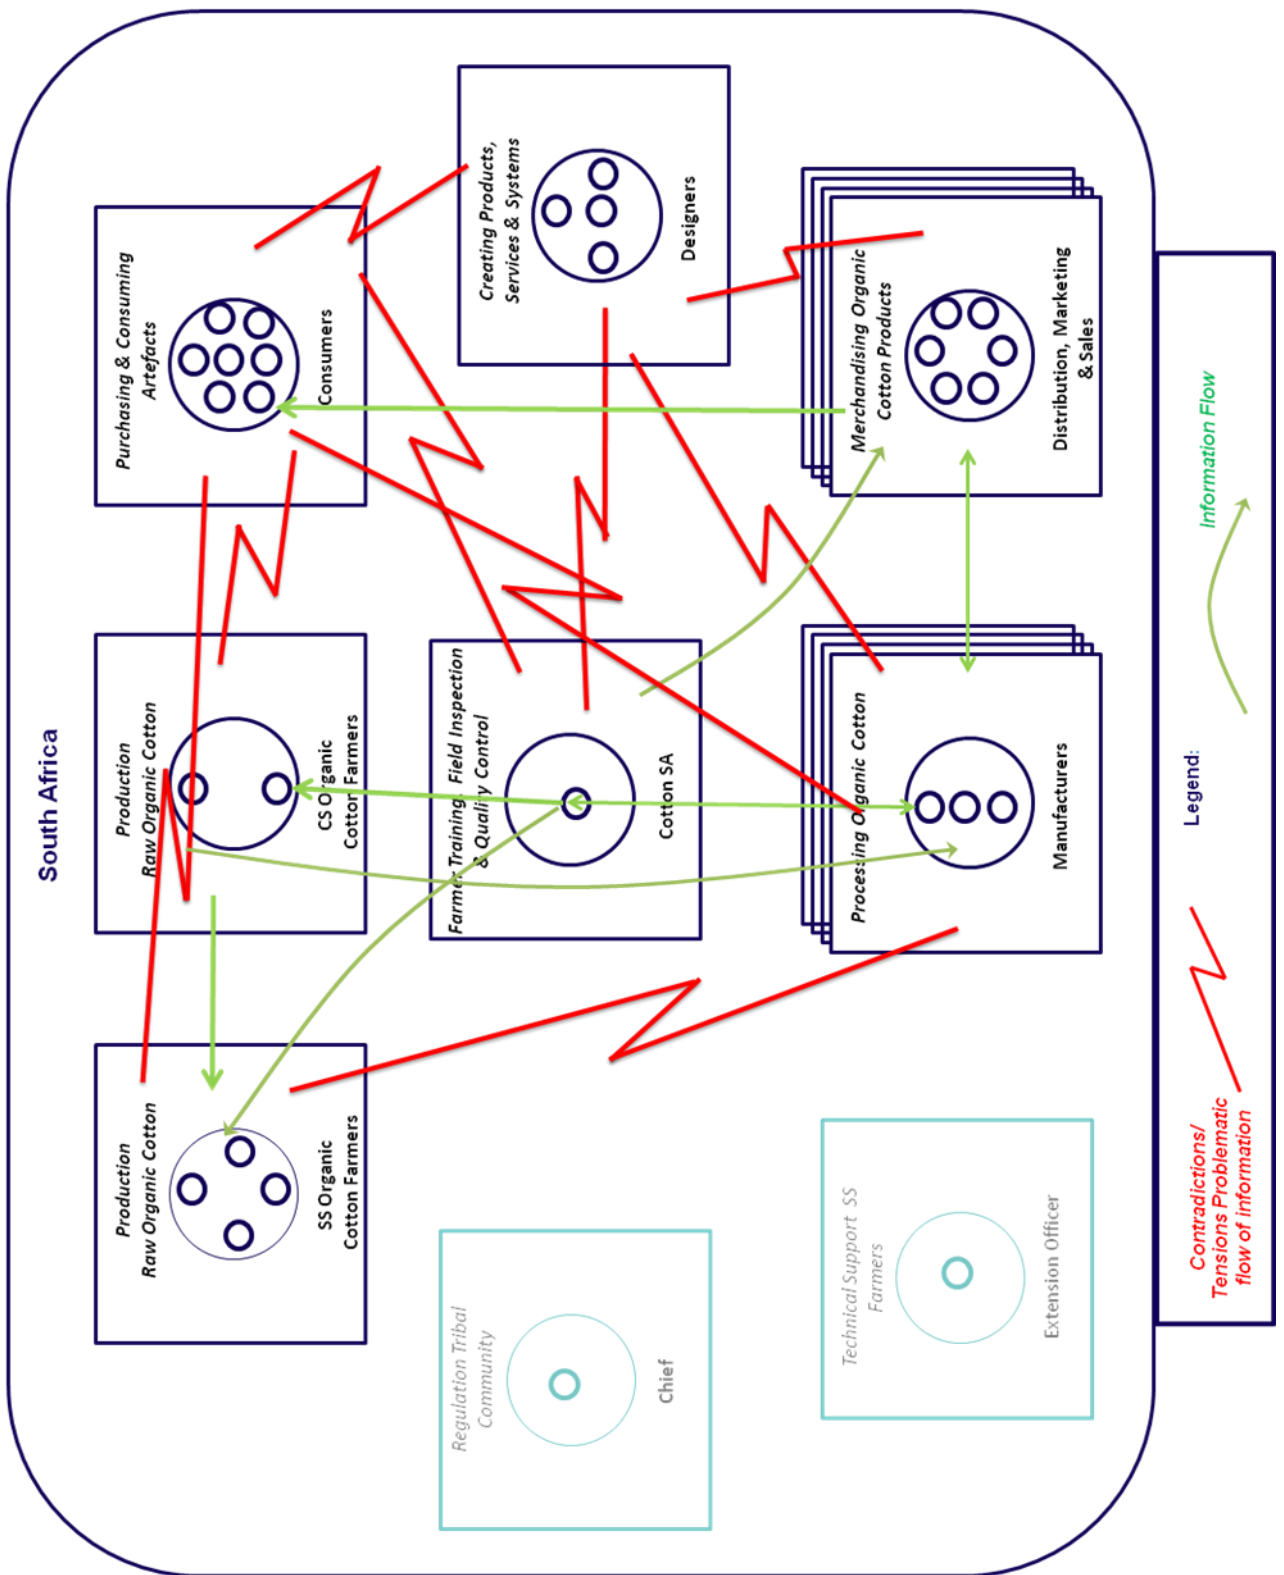 South Africa
Production
Raw Organic Cotton
SS Organic
Cotton Farmers
Production
Raw Organic Cotton
CS Organic
Cotton Farmers
Purchasing & Consuming
Artefacts
Consumers
Regulation Tribal
Community
Chief
Farmer Training, Field Inspection
& Quality Control
Cotton SA
Creating Products,
Services & Systems
Designers
Technical Support SS
Farmers
Extension Officer
Processing Organic Cotton
Manufacturers
Merchandising Organic
Cotton Products
Distribution, Marketing
& Sales
Contradictions/
Tensions Problematic
flow of information
Legend:
Information Flow